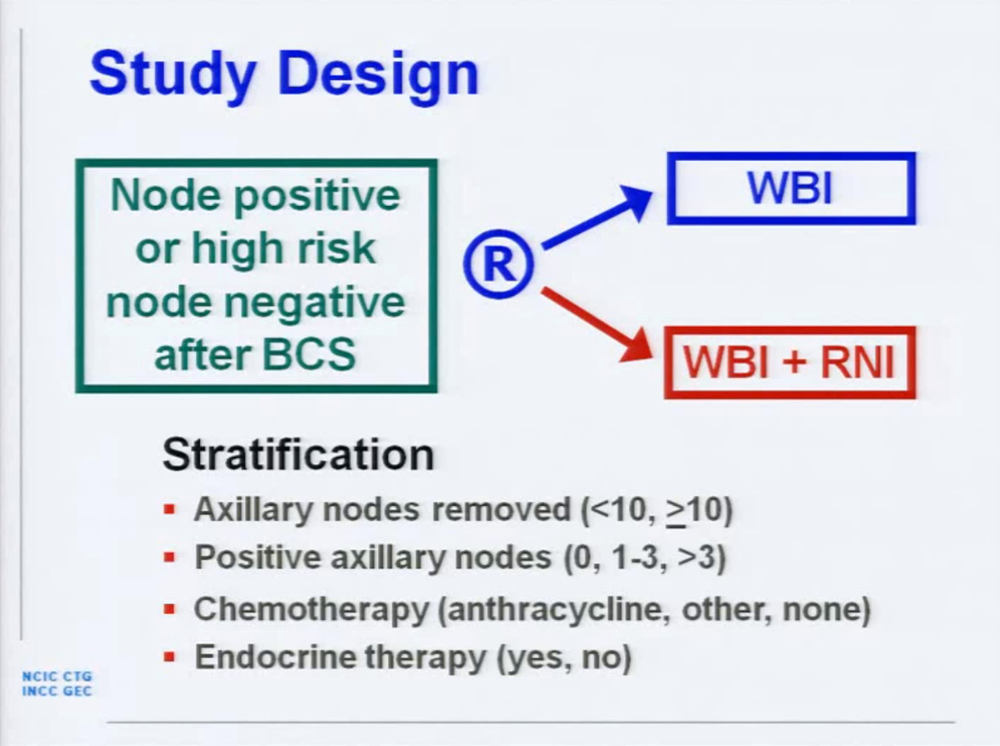 Study Design
Node positive
or high risk
node negative
after BCS
R
WBI
WBI + RNI
Stratification
▪ Axillary nodes removed (<10, ≥10)
▪ Positive axillary nodes (0, 1-3, >3)
▪ Chemotherapy (anthracycline, other, none)
▪ Endocrine therapy (yes, no)
NCIC CTG
INCC GEC